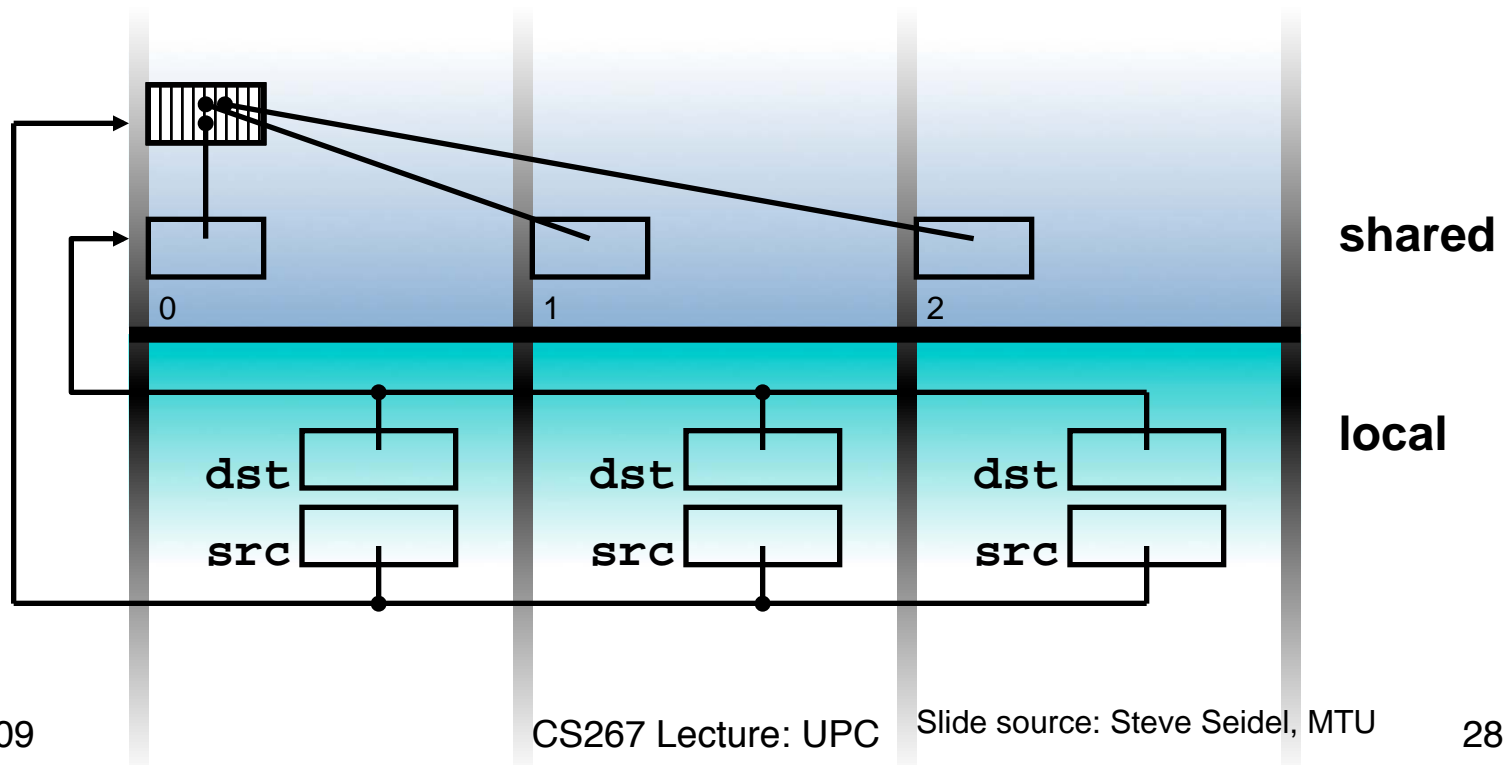 shared
0 1 2
local
dst dst dst
src src src
09 CS267 Lecture: UPC Slide source: Steve Seidel, MTU 28